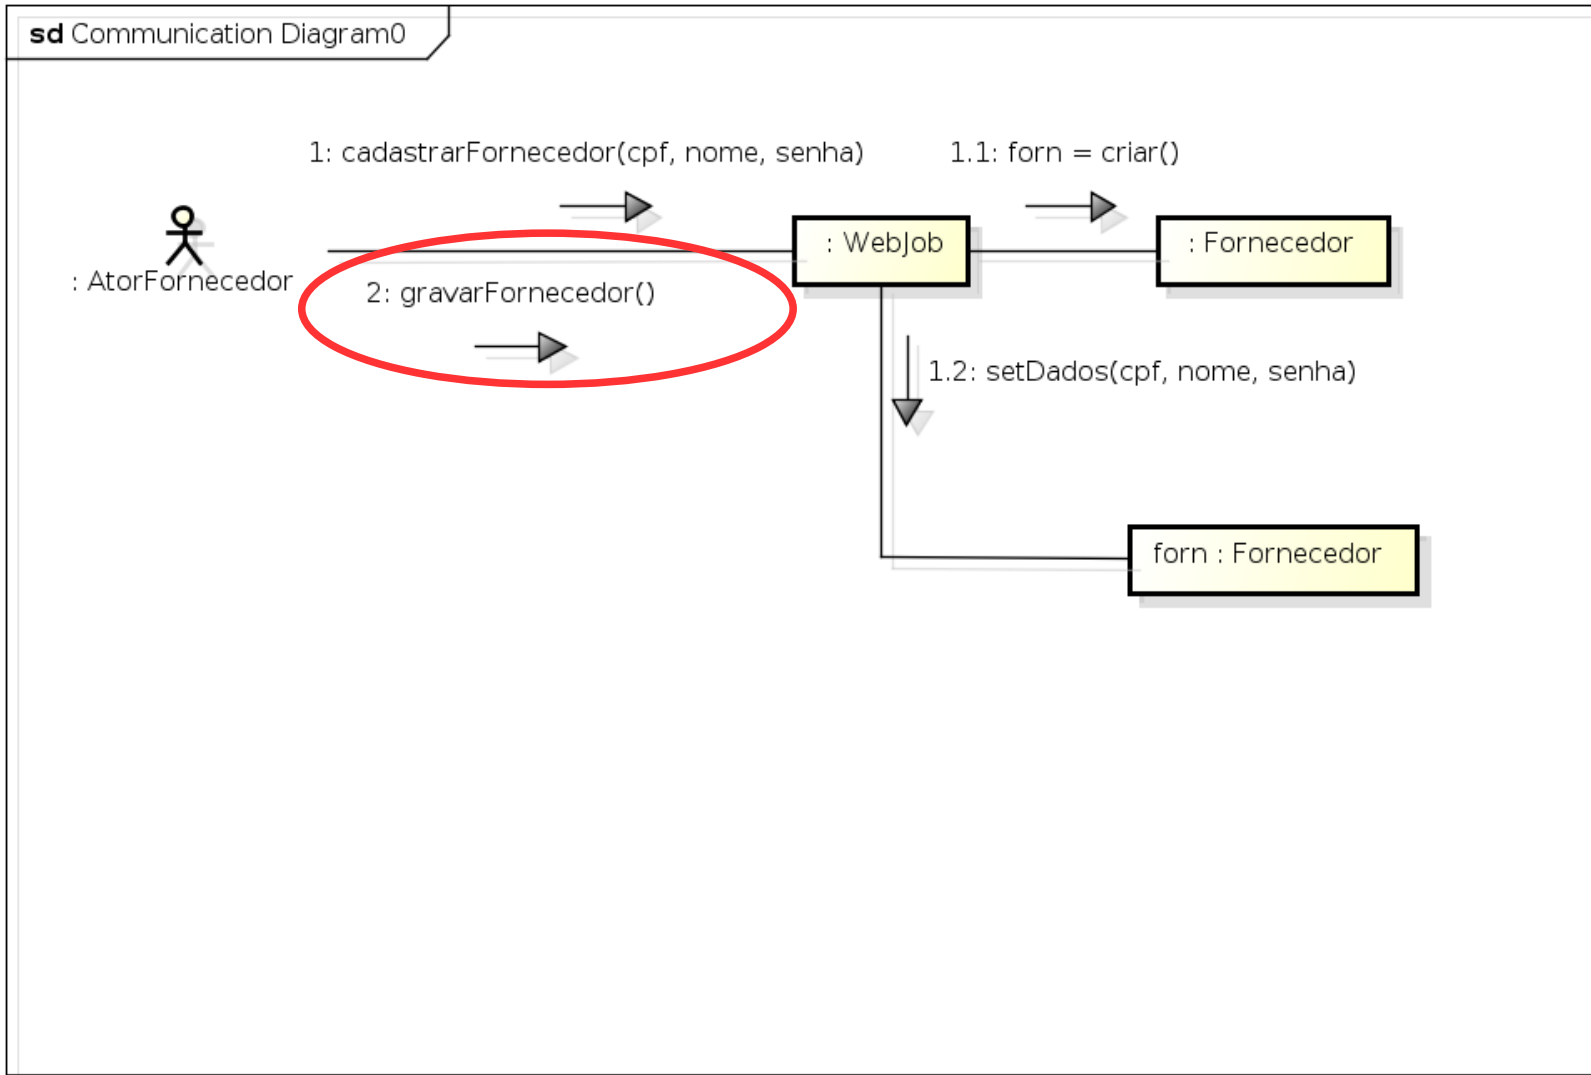 sd Communication Diagram0
1: cadastrarFornecedor(cpf, nome, senha)
1.1: forn = criar()
: WebJob
: Fornecedor
: AtorFornecedor
2: gravarFornecedor()
1.2: setDados(cpf, nome, senha)
forn : Fornecedor